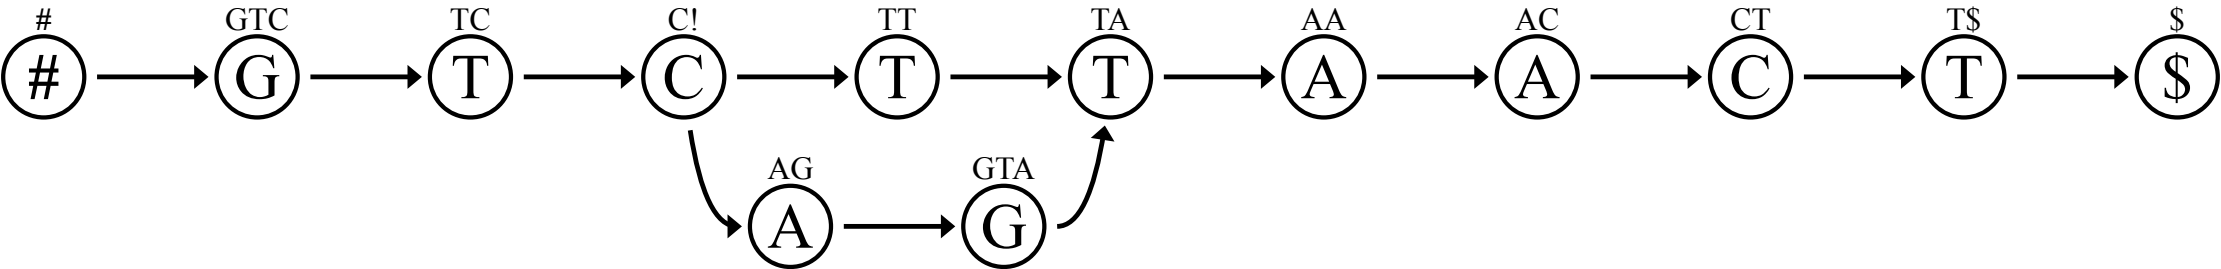 # GTC TC C! TT TA AA AC CT T$ $
# G T C T T A A C T $
AG GTA
A G